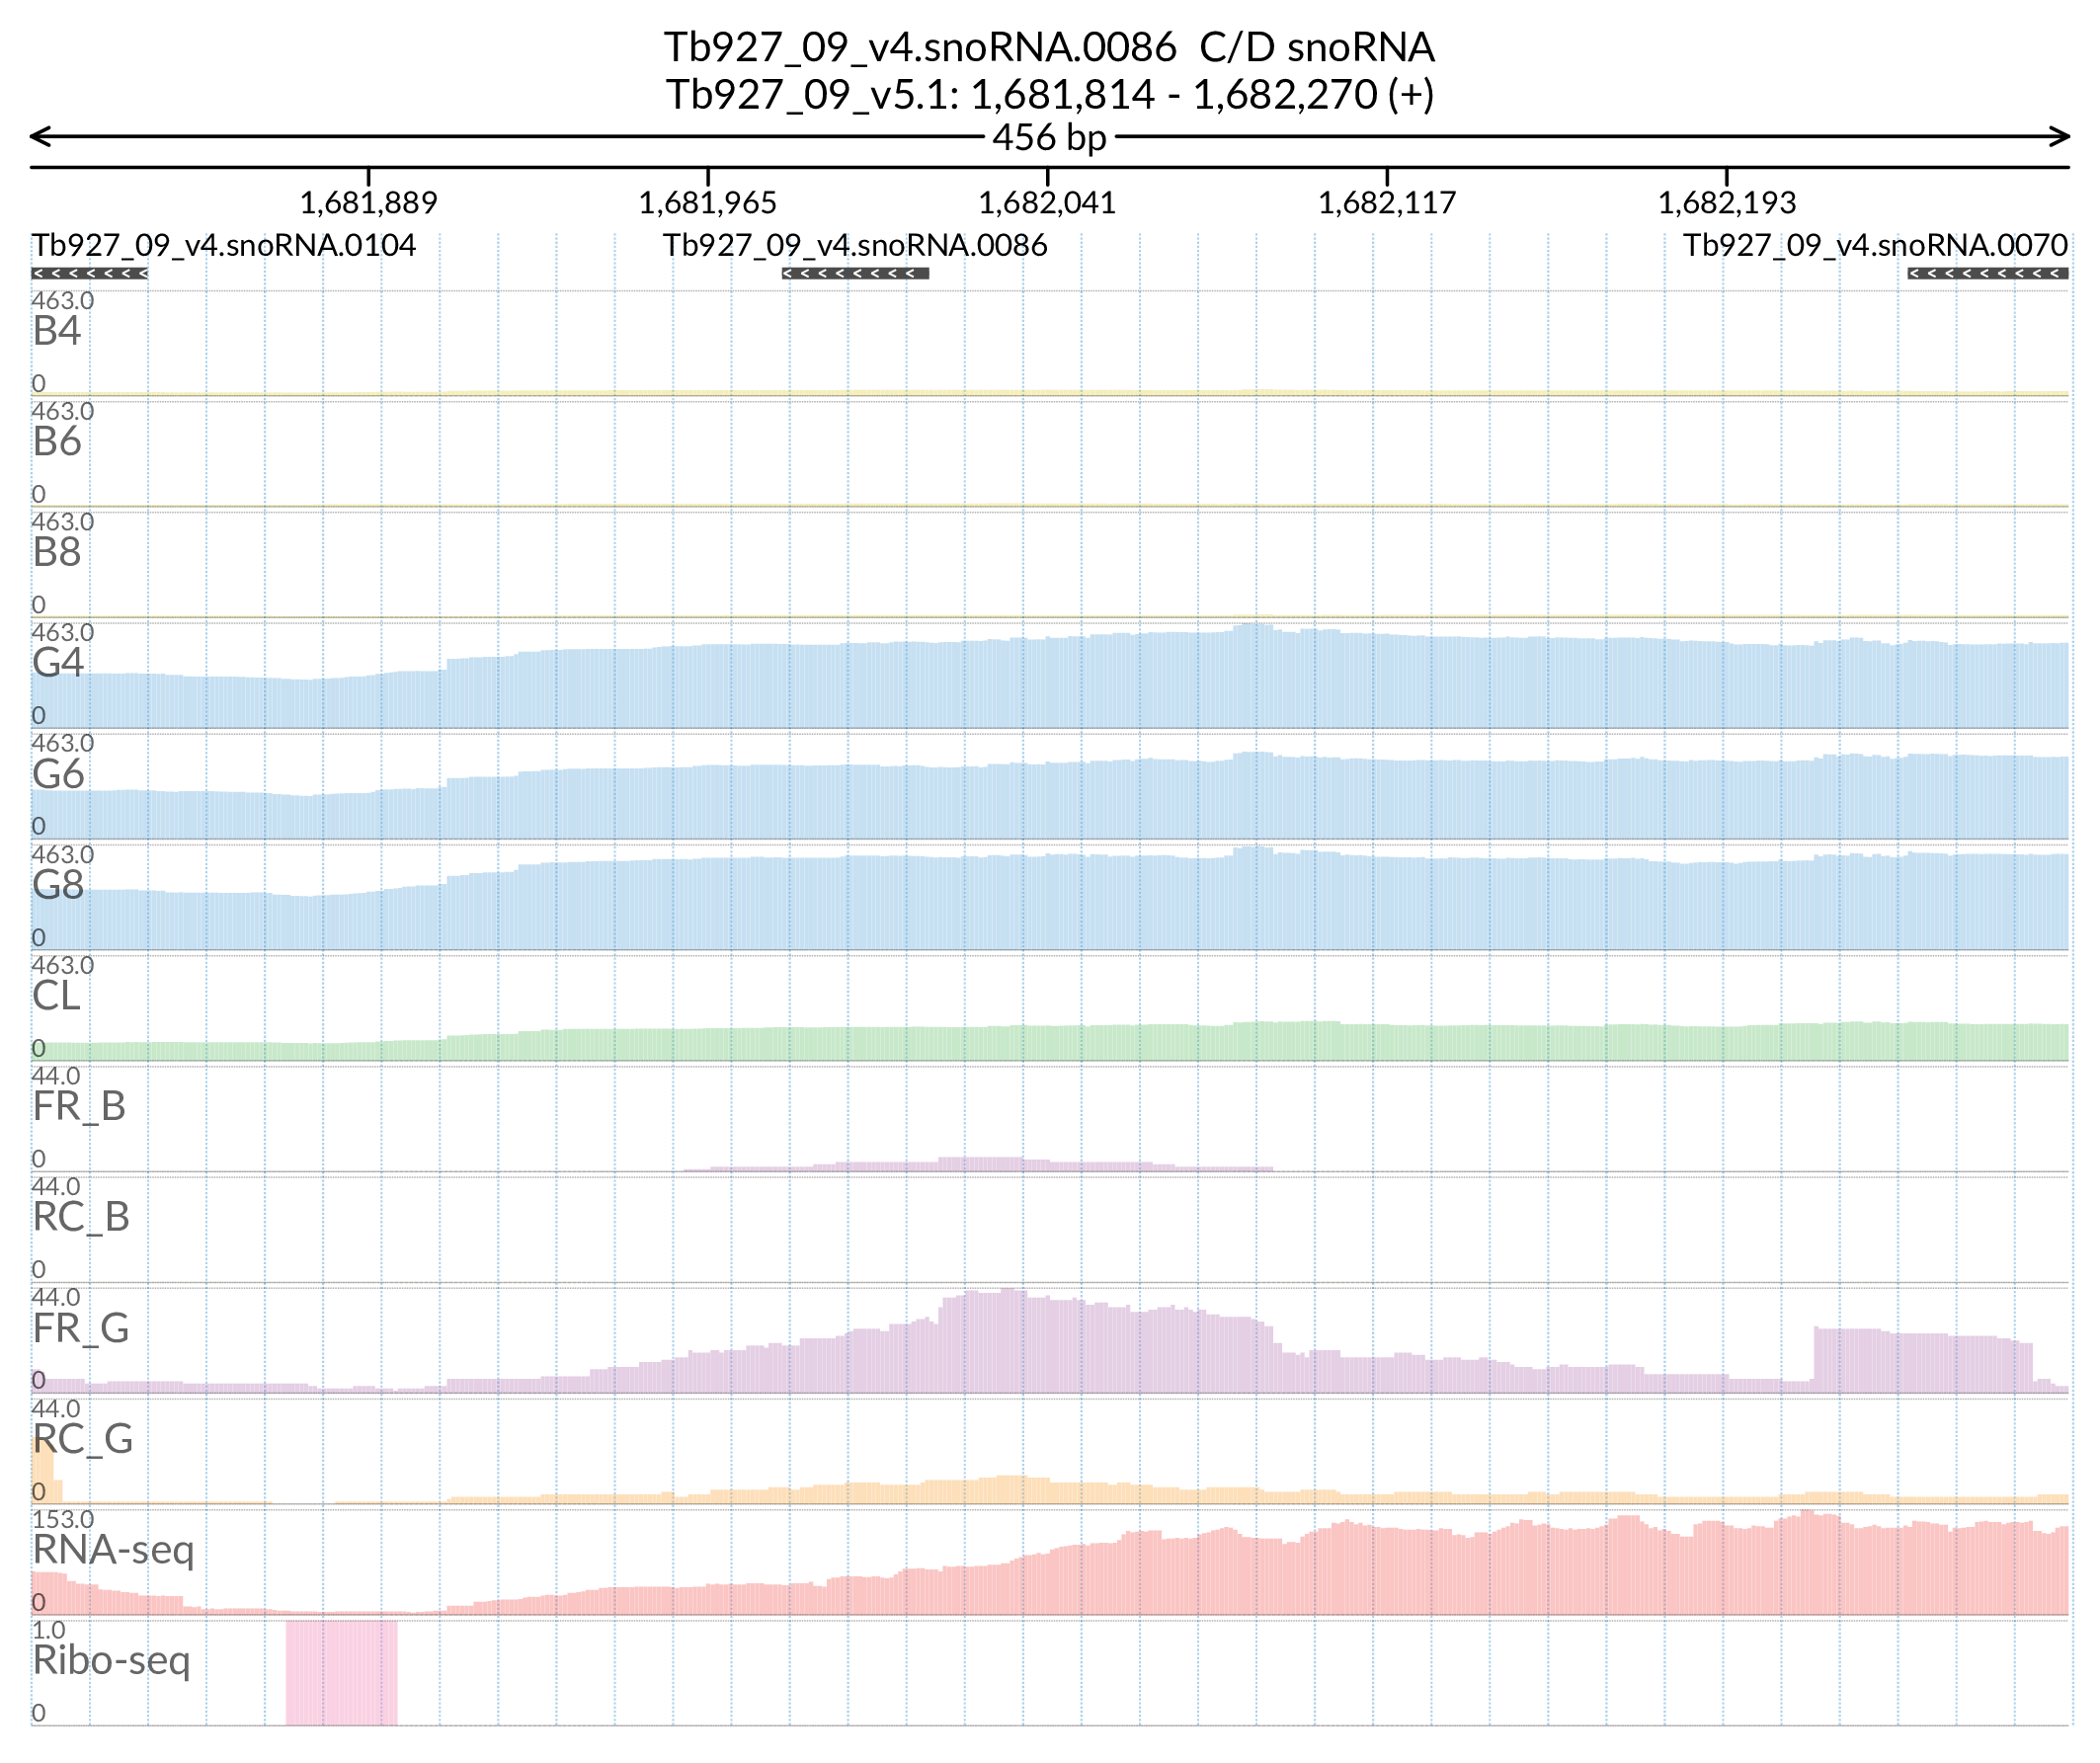 Tb927_09_v4.snoRNA.0086 C/D snoRNA
Tb927_09_v5.1: 1,681,814 - 1,682,270 (+)
456 bp
1,681,889 1,681,965 1,682,041 1,682,117 1,682,193
Tb927_09_v4.snoRNA.0104 Tb927_09_v4.snoRNA.0086 Tb927_09_v4.snoRNA.0070
463.0
B4
0
463.0
B6
0
463.0
B8
0
463.0
G4
0
463.0
G6
0
463.0
G8
0
463.0
CL
0
44.0
FR_B
0
44.0
RC_B
0
44.0
FR_G
0
44.0
RC_G
0
153.0
RNA-seq
0
1.0
Ribo-seq
0